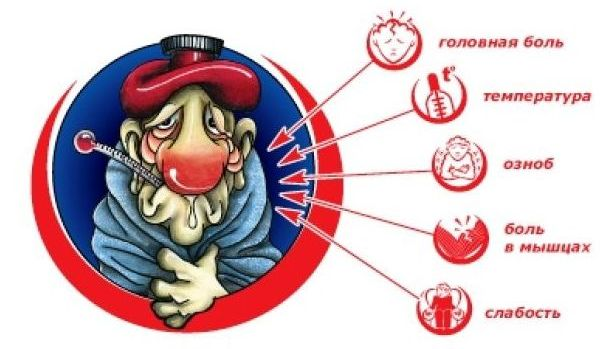 головная боль
t°
температура
озноб
боль
в мышцах
слабость